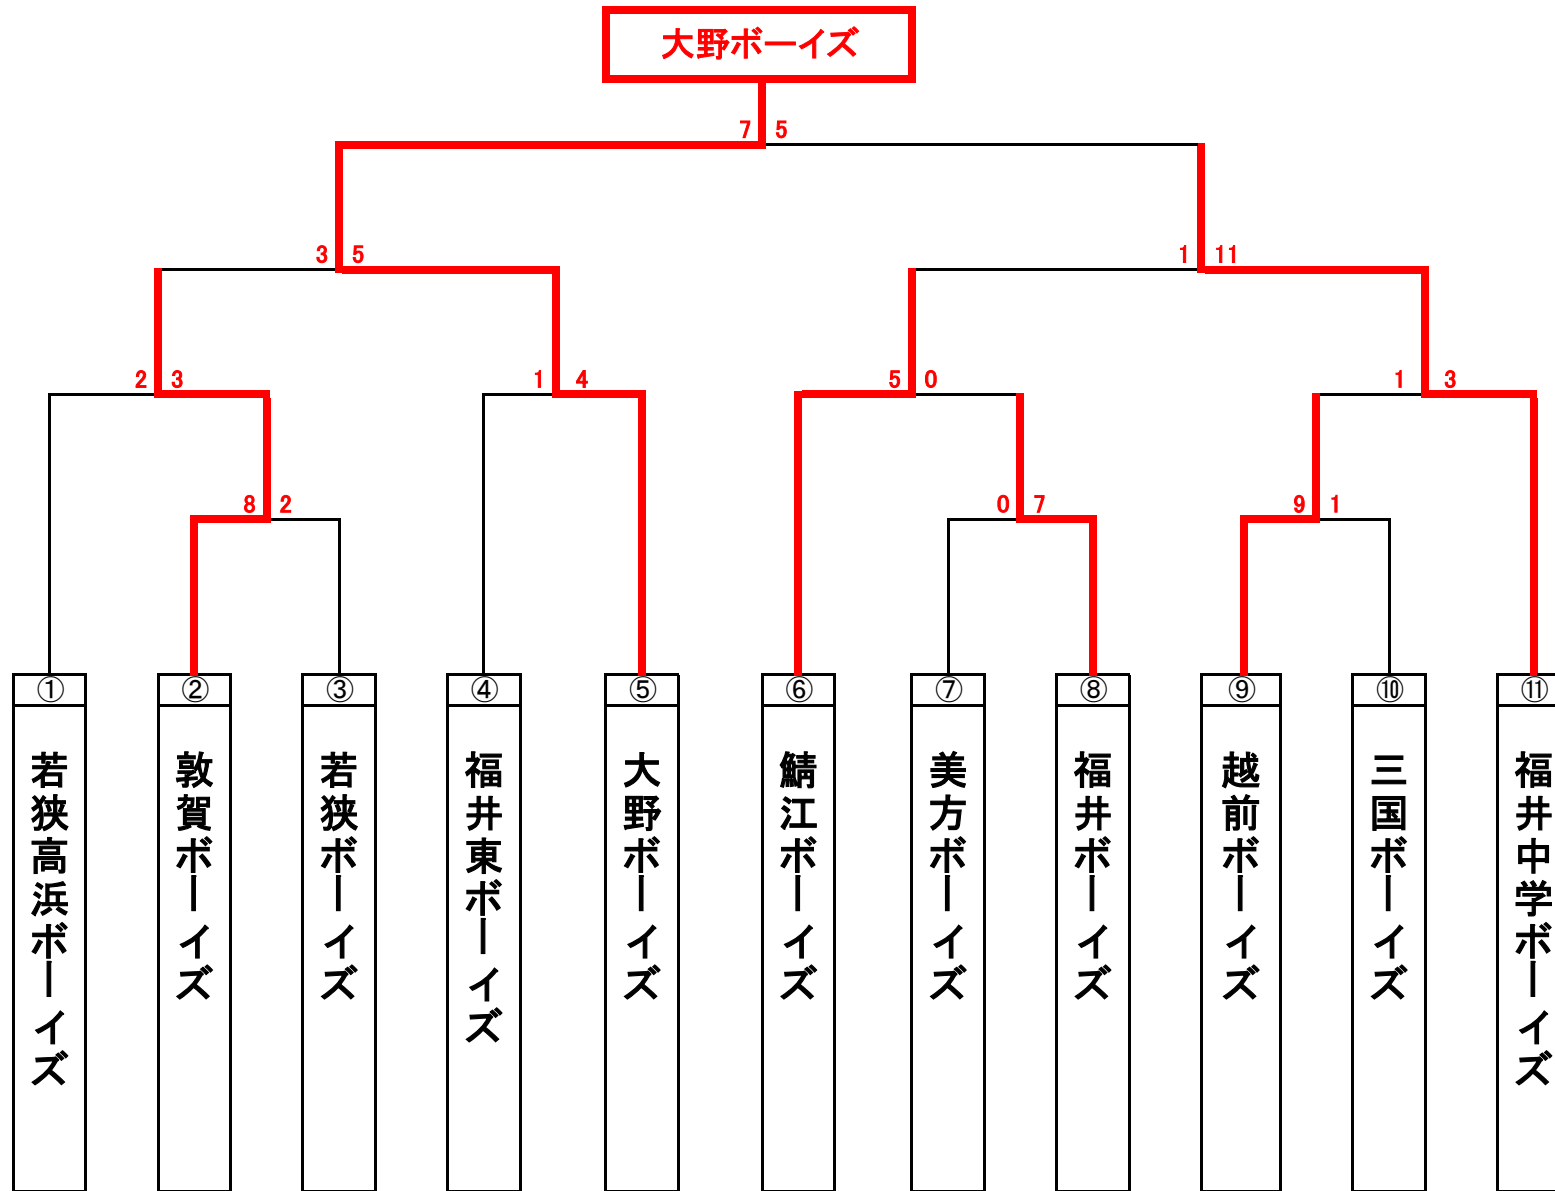 大野ボーイズ
7 5
3 5
1 11
2 3
1 4
5 0
1 3
8 2
0 7
9 1
① ② ③ ④ ⑤ ⑥ ⑦ ⑧ ⑨ ⑩ ⑪
若狭高浜ボーイズ
敦賀ボーイズ
若狭ボーイズ
福井東ボーイズ
大野ボーイズ
鯖江ボーイズ
美方ボーイズ
福井ボーイズ
越前ボーイズ
三国ボーイズ
福井中学ボーイズ